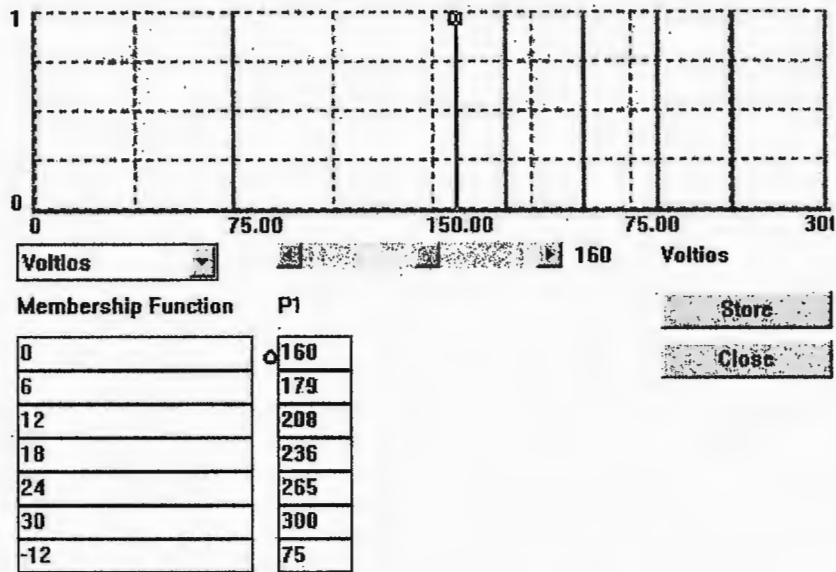 1
0
0 75.00 150.00 75.00 300
Voltios 160 Voltios
Membership Function P1
Store
Close
0 160
6 179
12 208
18 236
24 265
30 300
-12 75